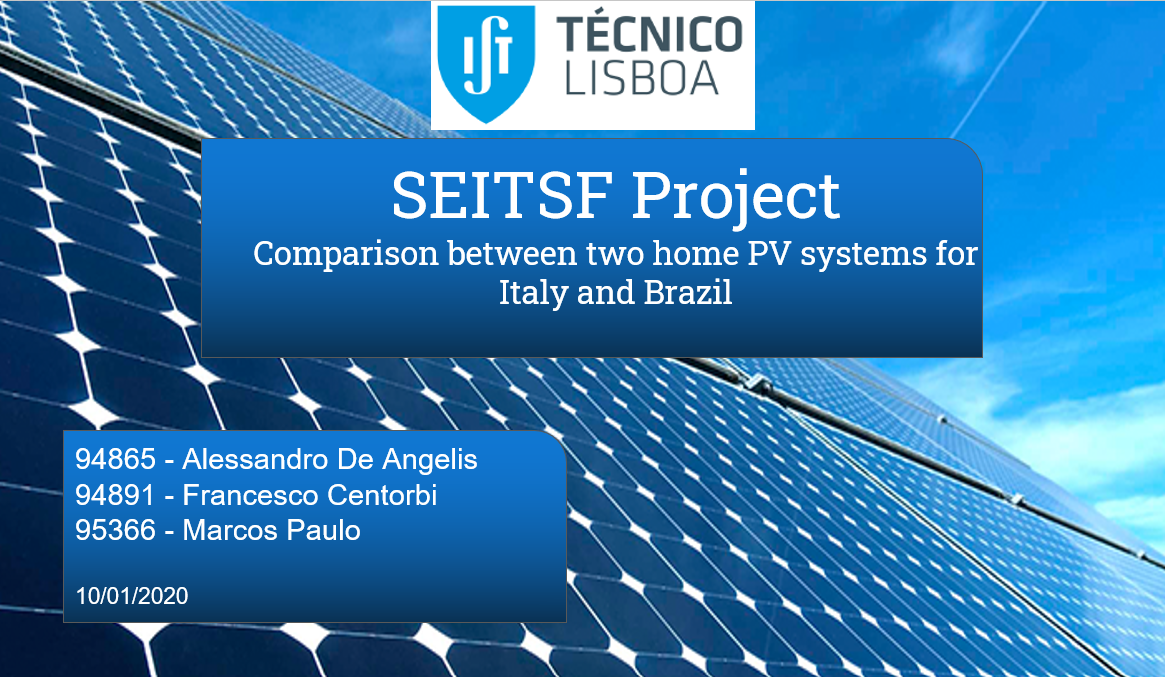 IST
TÉCNICO
LISBOA
SEITSF Project
Comparison between two home PV systems for
Italy and Brazil
94865 - Alessandro De Angelis
94891 - Francesco Centorbi
95366 - Marcos Paulo
10/01/2020